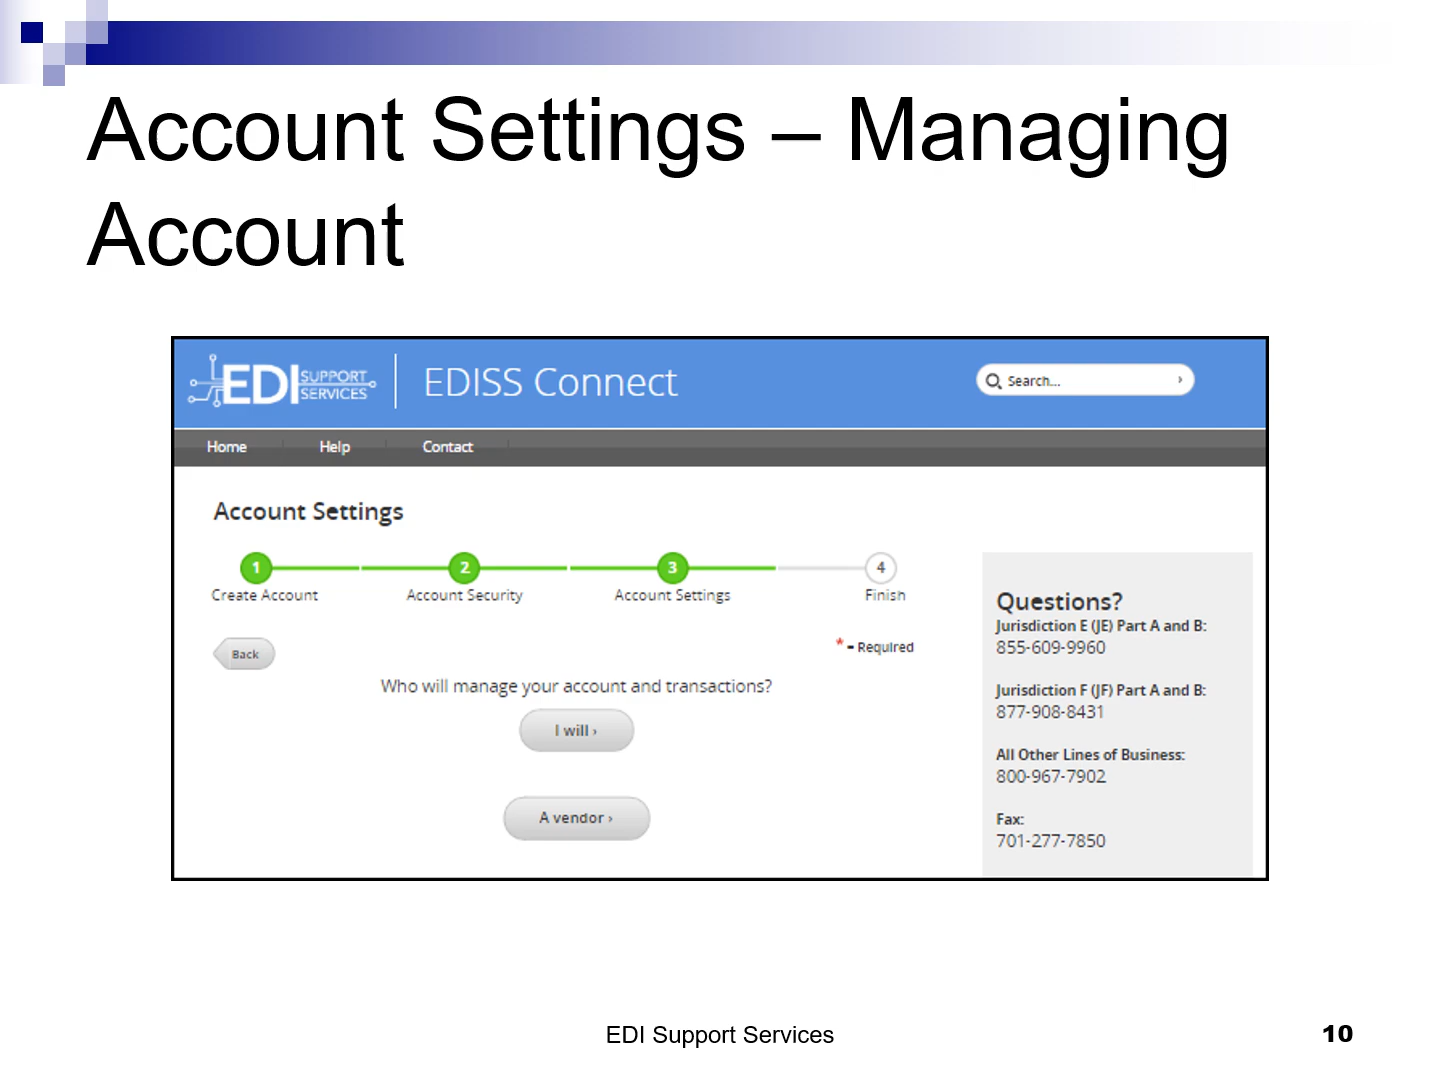 Account Settings – Managing
Account
EDI SUPPORT
SERVICES
EDISS Connect
Search...
Home Help Contact
Account Settings
1 2 3 4
Create Account Account Security Account Settings Finish
Back
* = Required
Who will manage your account and transactions?
I will ›
A vendor ›
Questions?
Jurisdiction E (JE) Part A and B:
855-609-9960
Jurisdiction F (JF) Part A and B:
877-908-8431
All Other Lines of Business:
800-967-7902
Fax:
701-277-7850
EDI Support Services
10